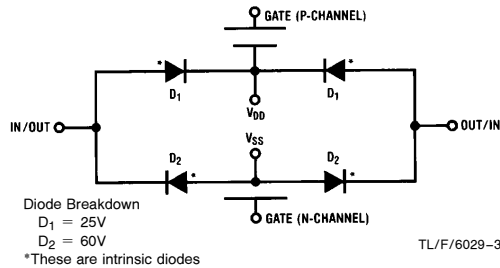 GATE (P-CHANNEL)
* *
D1 D1
VDD
IN/OUT OUT/IN
VSS
D2 D2
* *
Diode Breakdown
D1 = 25V
D2 = 60V
GATE (N-CHANNEL)
*These are intrinsic diodes
TL/F/6029–3